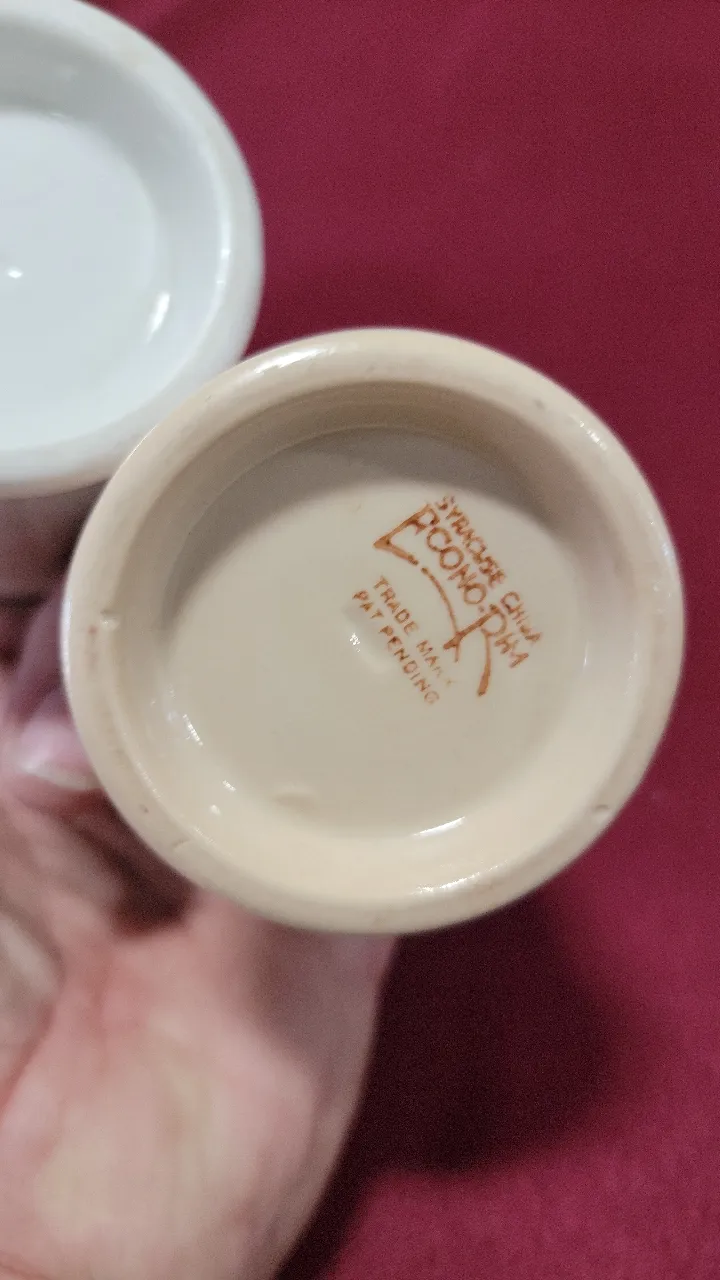 SYRACUSE CHINA
ECONO-RIM
TRADE MARK
PAT PENDING